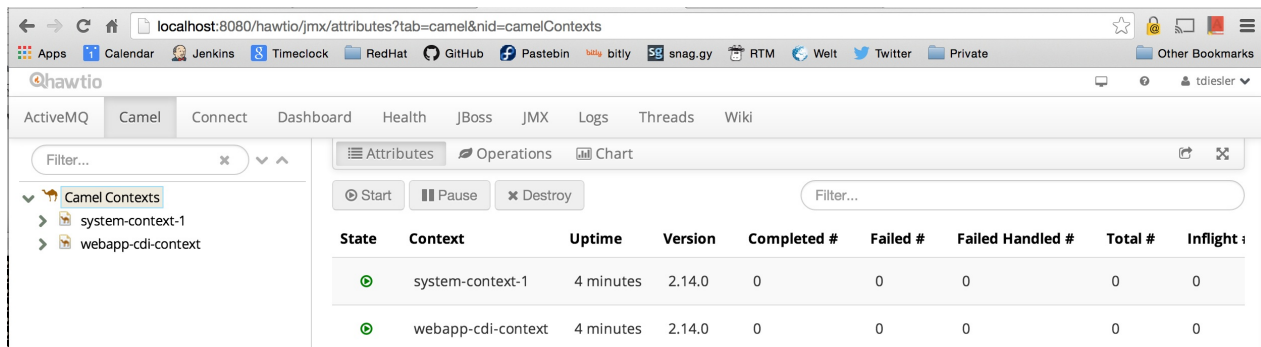 localhost:8080/hawtio/jmx/attributes?tab=camel&nid=camelContexts
Apps Calendar Jenkins Timeclock RedHat GitHub Pastebin bitly bitly Sg snag.gy RTM Welt Twitter Private Other Bookmarks
hawtio tdiesler
ActiveMQ Camel Connect Dashboard Health JBoss JMX Logs Threads Wiki
Filter... Attributes Operations Chart
Camel Contexts Start Pause Destroy Filter...
system-context-1
webapp-cdi-context
State Context Uptime Version Completed # Failed # Failed Handled # Total # Inflight
system-context-1 4 minutes 2.14.0 0 0 0 0 0
webapp-cdi-context 4 minutes 2.14.0 0 0 0 0 0